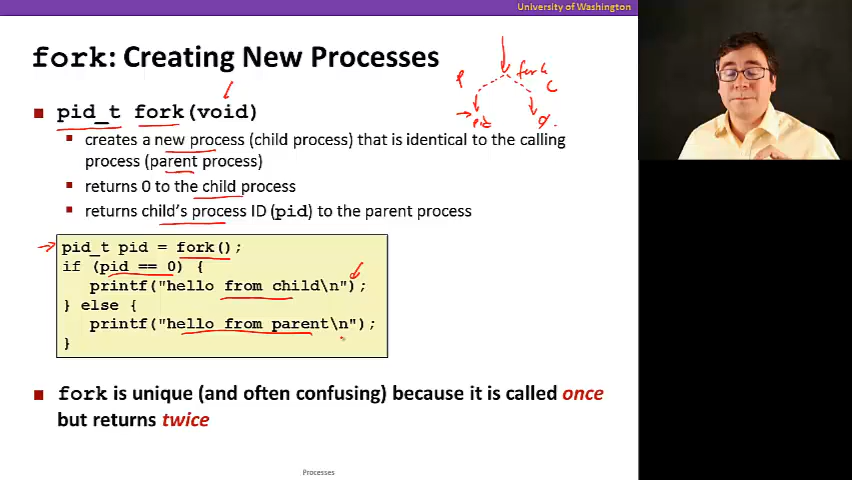 University of Washington
fork: Creating New Processes
pid_t fork(void)
creates a new process (child process) that is identical to the calling
process (parent process)
returns 0 to the child process
returns child's process ID (pid) to the parent process
fork
P
C
pid
0
pid_t pid = fork();
if (pid == 0) {
printf("hello from child\n");
} else {
printf("hello from parent\n");
}
fork is unique (and often confusing) because it is called once
but returns twice
Processes